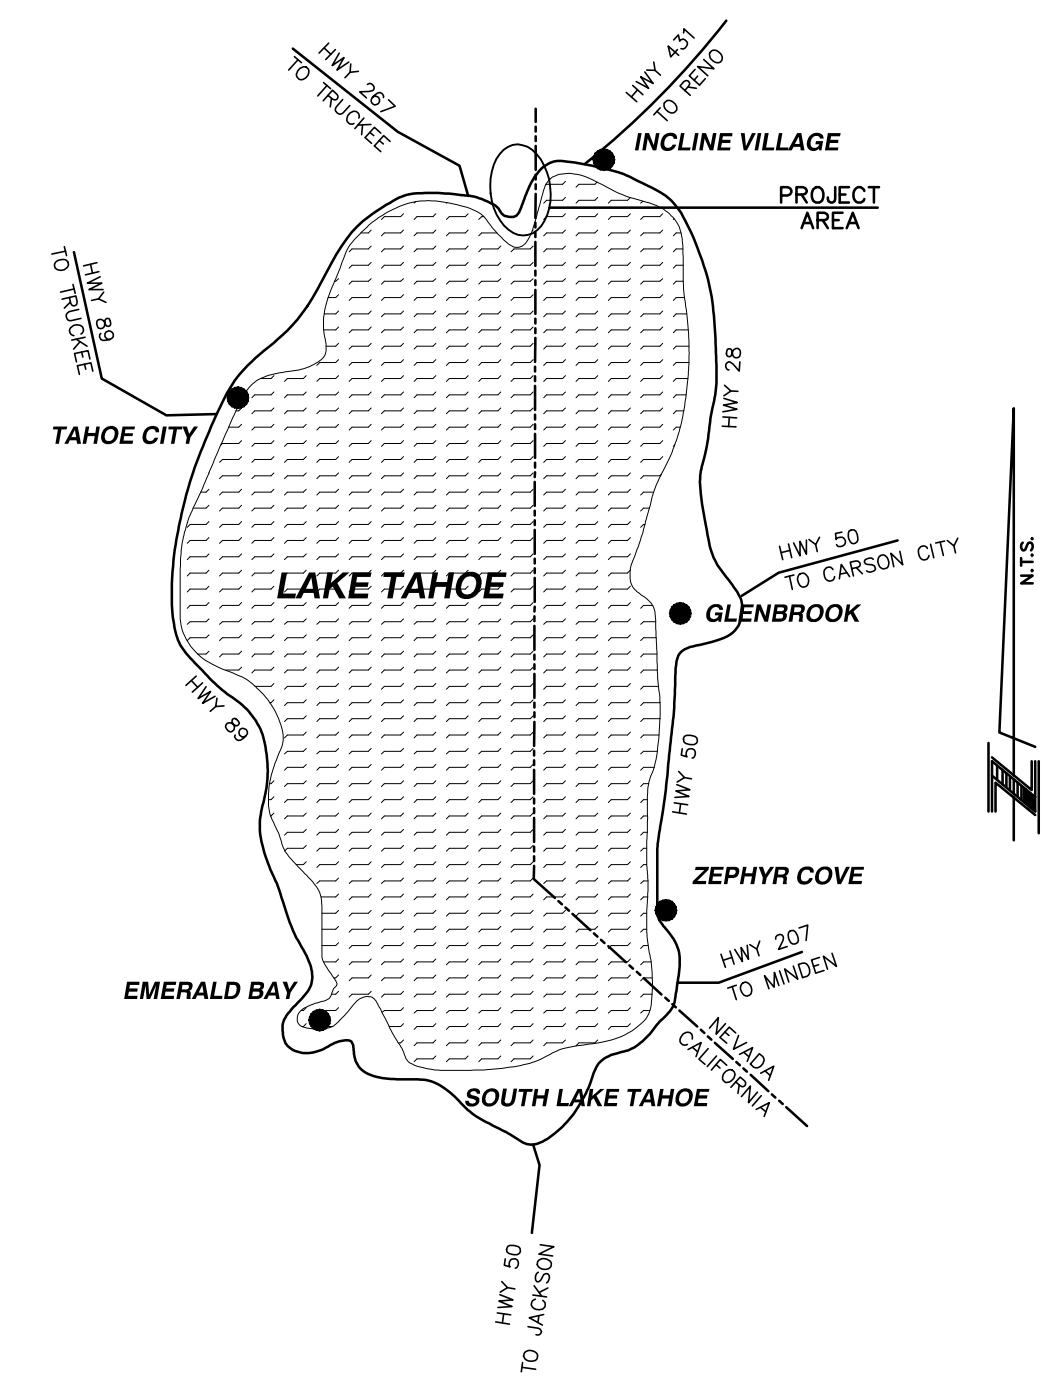 HWY 267
TO TRUCKEE
HWY 431
TO RENO
INCLINE VILLAGE
PROJECT
AREA
HWY 89
TO TRUCKEE
HWY 28
TAHOE CITY
HWY 50
TO CARSON CITY
N.T.S.
LAKE TAHOE
GLENBROOK
HWY 89
HWY 50
N
ZEPHYR COVE
HWY 207
TO MINDEN
EMERALD BAY
NEVADA
CALIFORNIA
SOUTH LAKE TAHOE
HWY 50
TO JACKSON